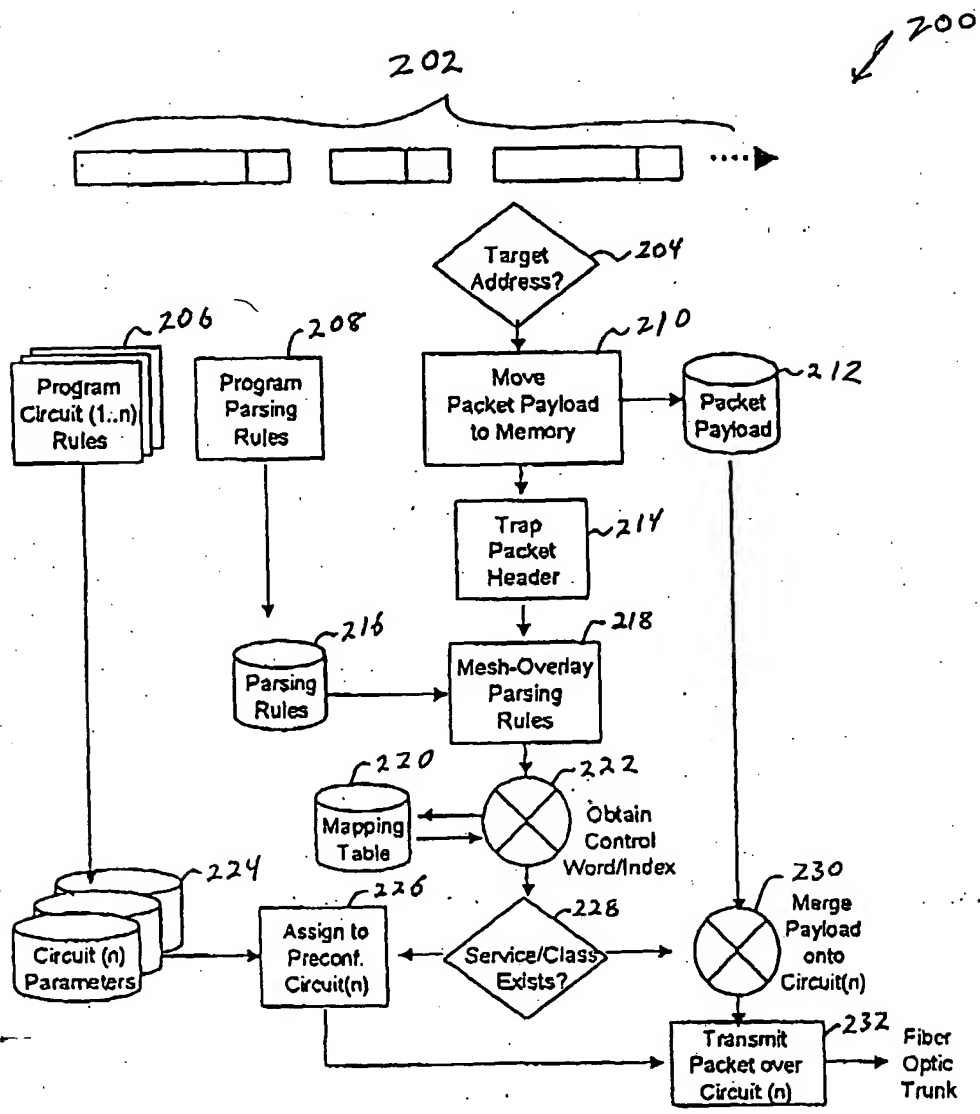 200
202
Target
Address?
204
206
Program
Circuit (1..n)
Rules
208
Program
Parsing
Rules
210
Move
Packet Payload
to Memory
212
Packet
Payload
Trap
Packet
Header
214
216
Parsing
Rules
218
Mesh-Overlay
Parsing
Rules
220
Mapping
Table
222
Obtain
Control
Word/Index
224
Circuit (n)
Parameters
226
Assign to
Preconf.
Circuit(n)
228
Service/Class
Exists?
230
Merge
Payload
onto
Circuit(n)
232
Transmit
Packet over
Circuit (n)
Fiber
Optic
Trunk